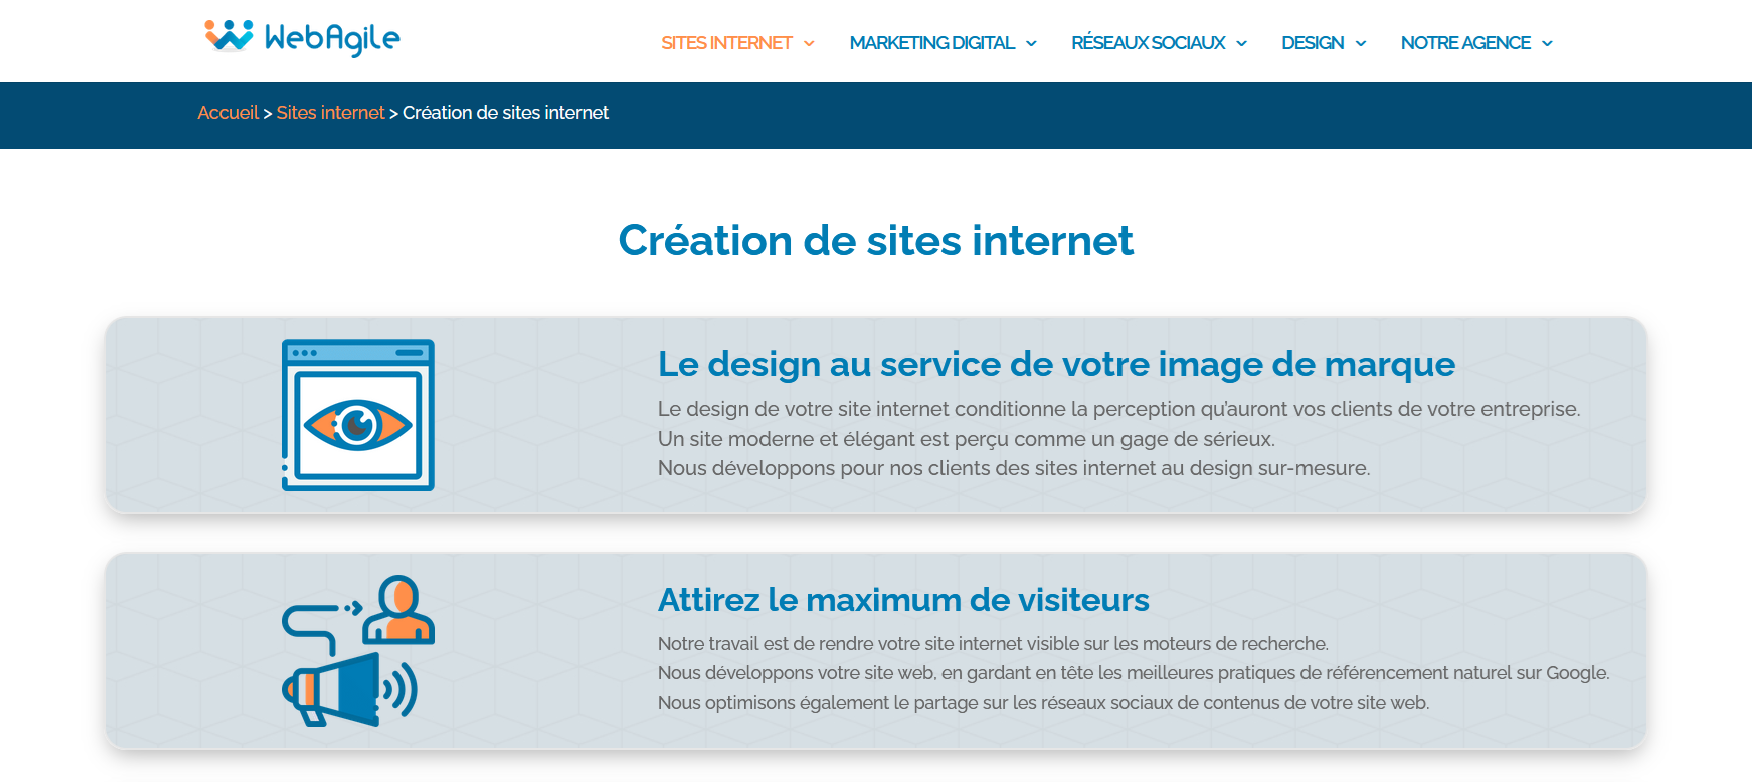 WebAgile
SITES INTERNET
MARKETING DIGITAL
RÉSEAUX SOCIAUX
DESIGN
NOTRE AGENCE
Accueil > Sites internet > Création de sites internet
Création de sites internet
Le design au service de votre image de marque
Le design de votre site internet conditionne la perception qu'auront vos clients de votre entreprise.
Un site moderne et élégant est perçu comme un gage de sérieux.
Nous développons pour nos clients des sites internet au design sur-mesure.
Attirez le maximum de visiteurs
Notre travail est de rendre votre site internet visible sur les moteurs de recherche.
Nous développons votre site web, en gardant en tête les meilleures pratiques de référencement naturel sur Google.
Nous optimisons également le partage sur les réseaux sociaux de contenus de votre site web.